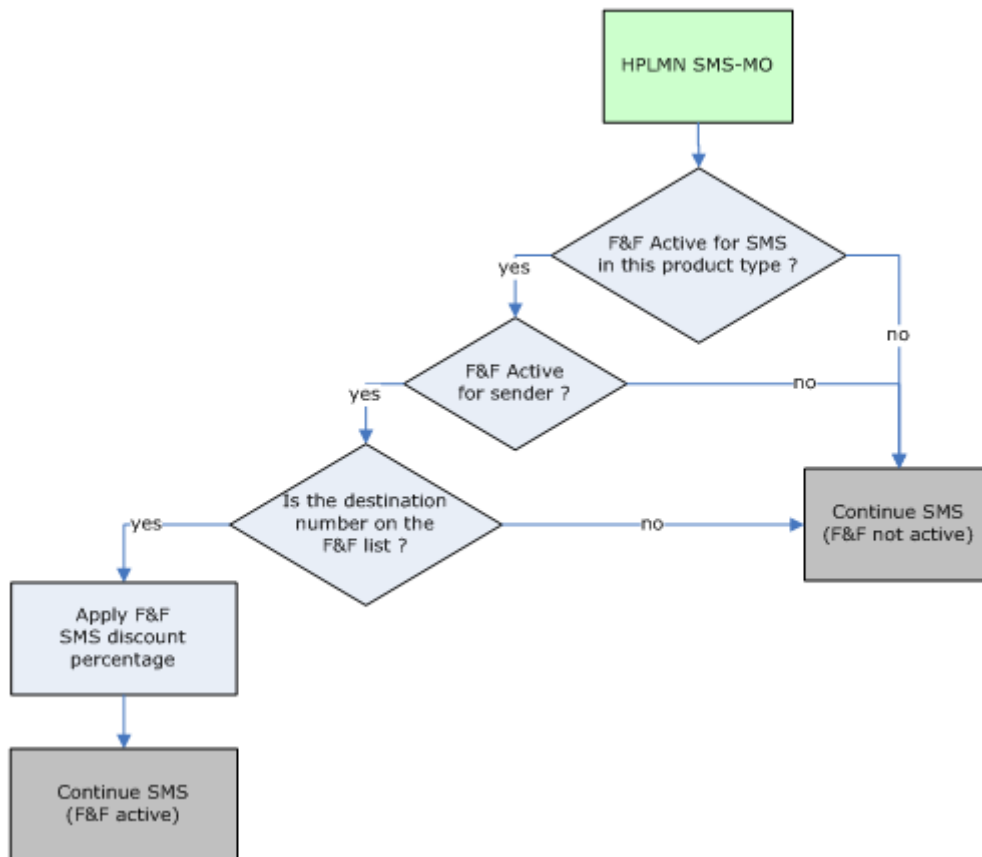 HPLMN SMS-MO
F&F Active for SMS
in this product type ?
yes
no
F&F Active
for sender ?
yes
no
Is the destination
number on the
F&F list ?
yes
no
Continue SMS
(F&F not active)
Apply F&F
SMS discount
percentage
Continue SMS
(F&F active)